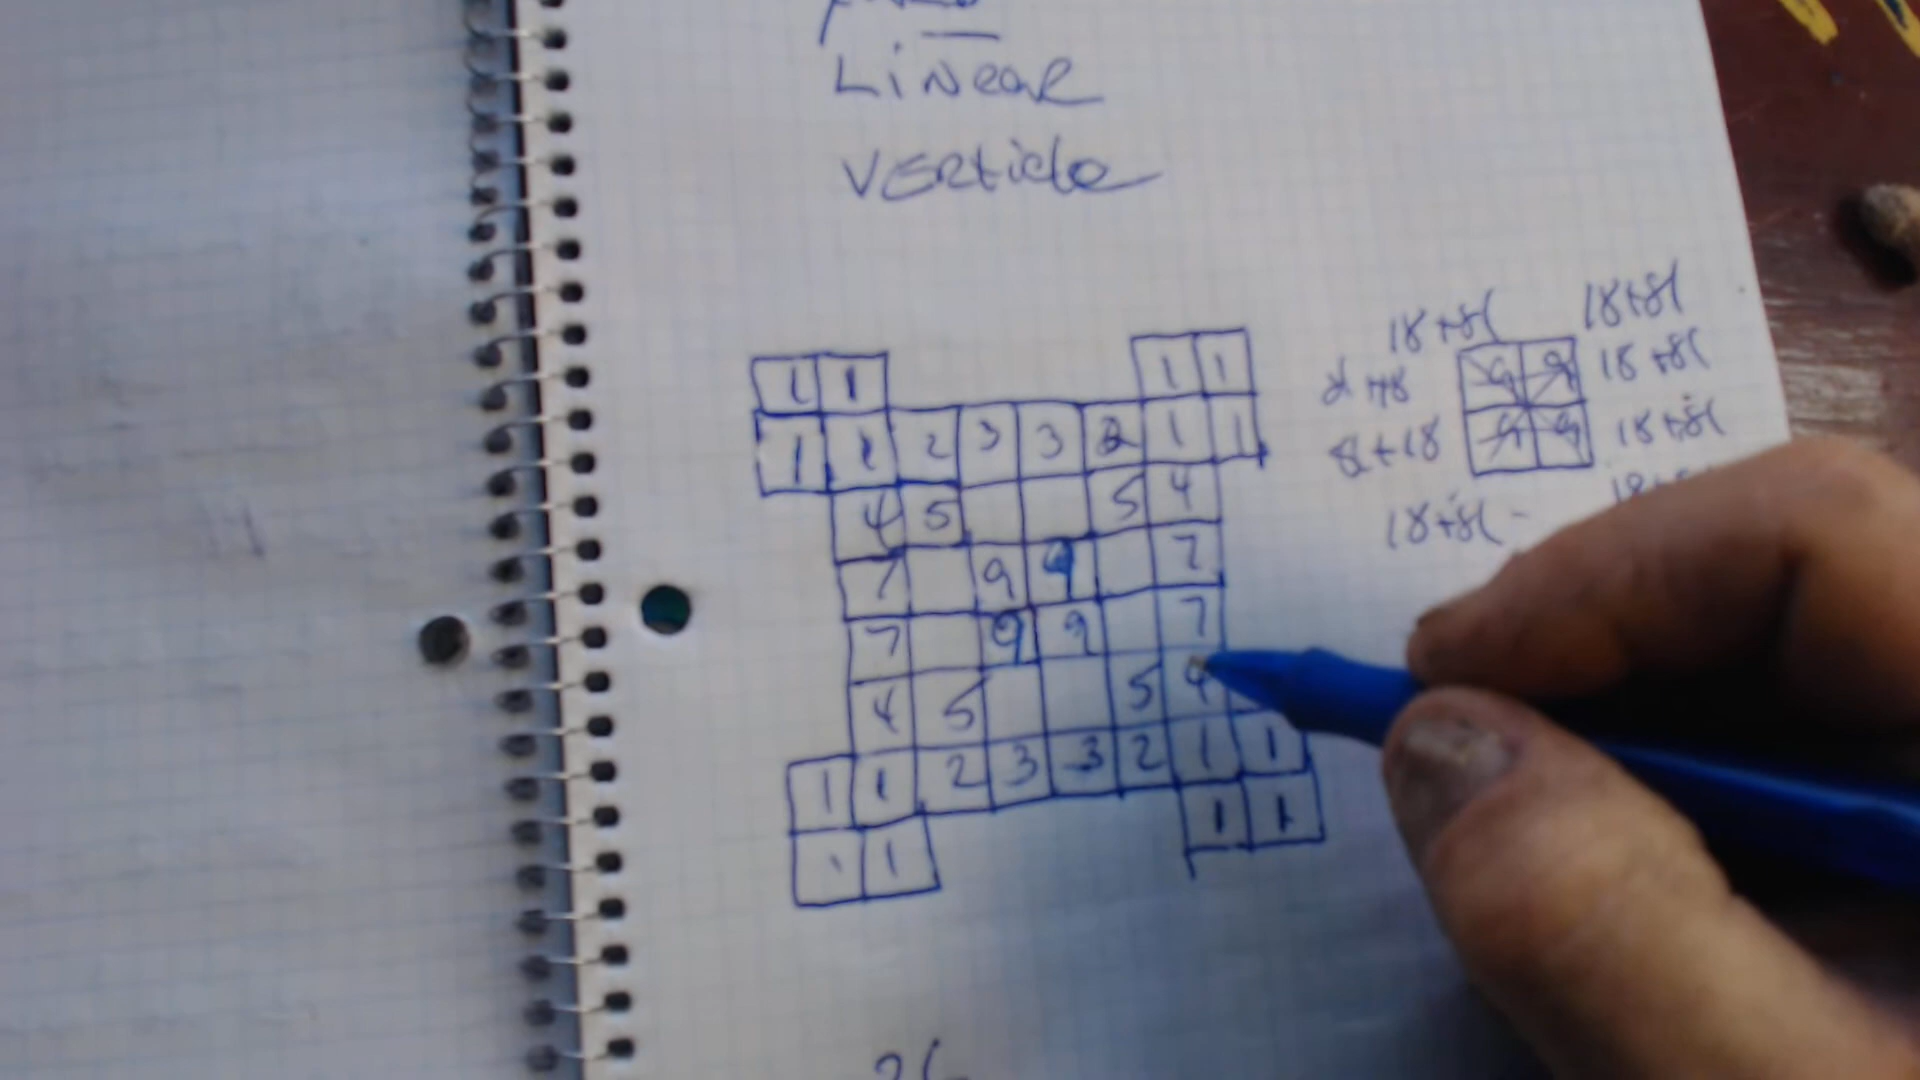 Linear
Verticle
18+81 18+81
1 1 1 1 18+81
1 1 2 3 3 2 1 1 18+81
4 5 5 4 18+81
7 9 9 7
7 9 9 7
4 5 5 4
1 1 2 3 3 2 1 1
1 1 1 1